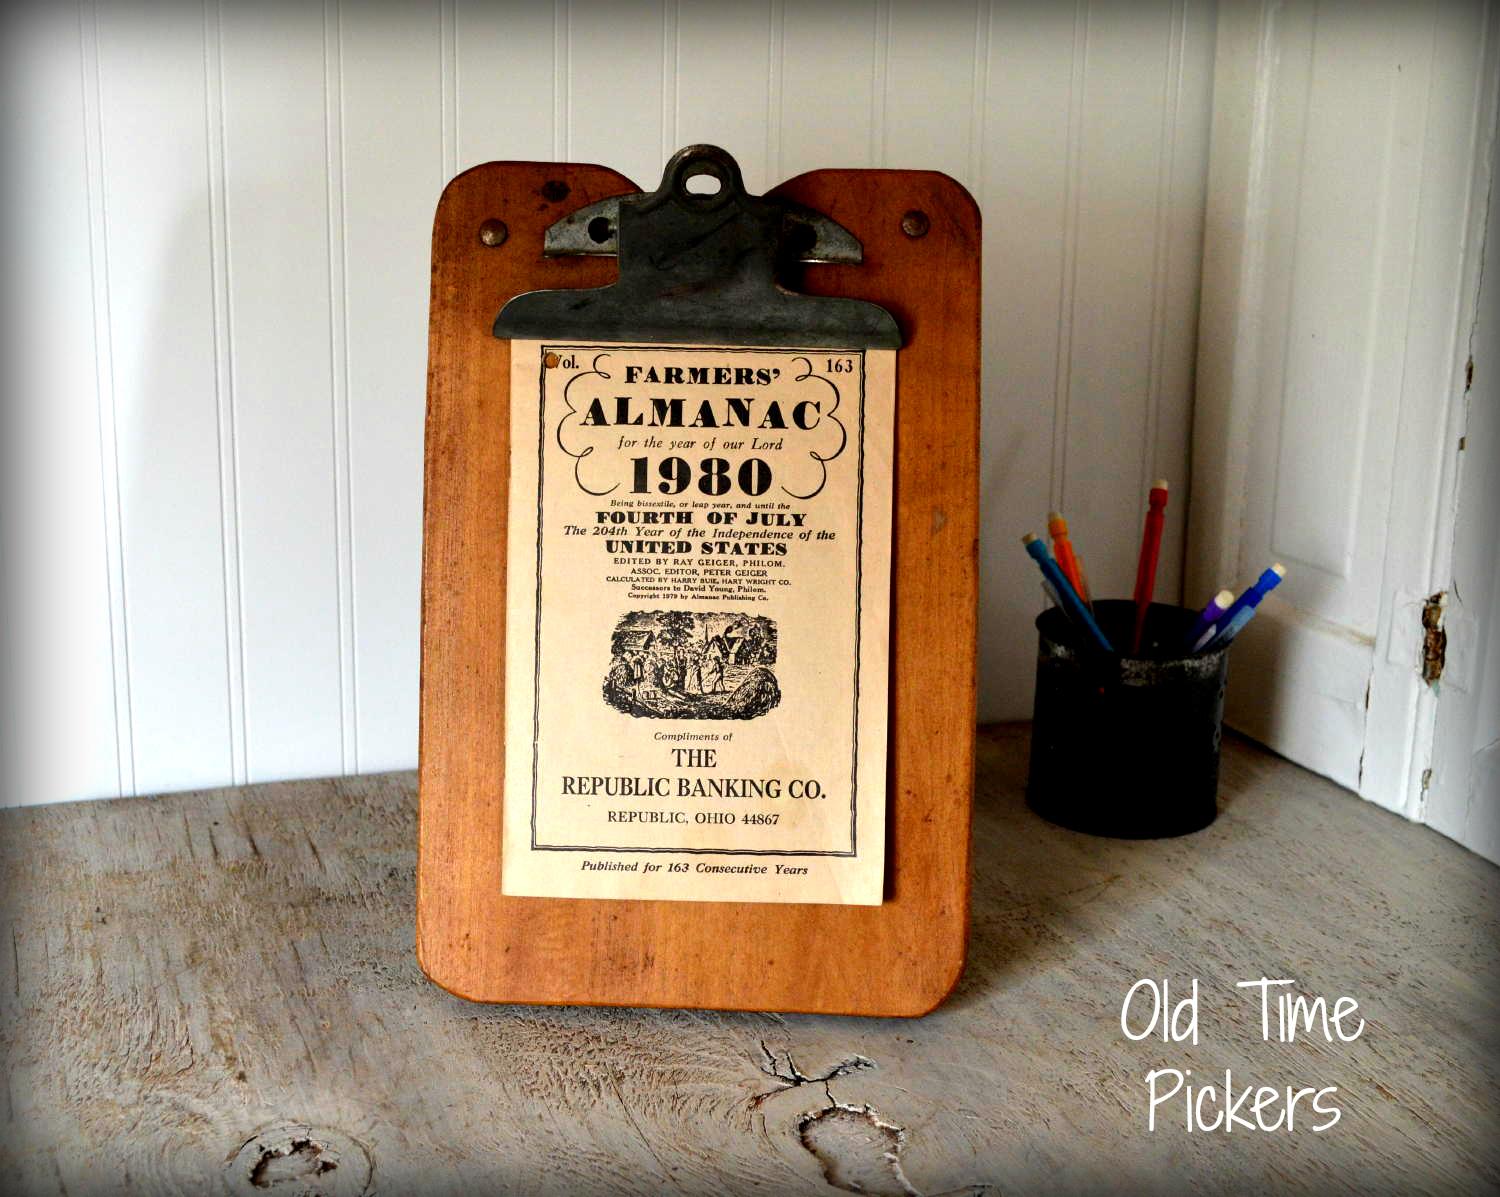 Vol. 163
FARMERS'
ALMANAC
for the year of our Lord
1980
Being bissextile, or leap year, and until the
FOURTH OF JULY
The 204th Year of the Independence of the
UNITED STATES
EDITED BY RAY GEIGER, PHILOM.
ASSOC. EDITOR, PETER GEIGER
CALCULATED BY HARRY BUIE, HART WRIGHT CO.
Successors to David Young, Philom.
Copyright 1979 by Almanac Publishing Co.
Compliments of
THE
REPUBLIC BANKING CO.
REPUBLIC, OHIO 44867
Published for 163 Consecutive Years
Old Time
Pickers